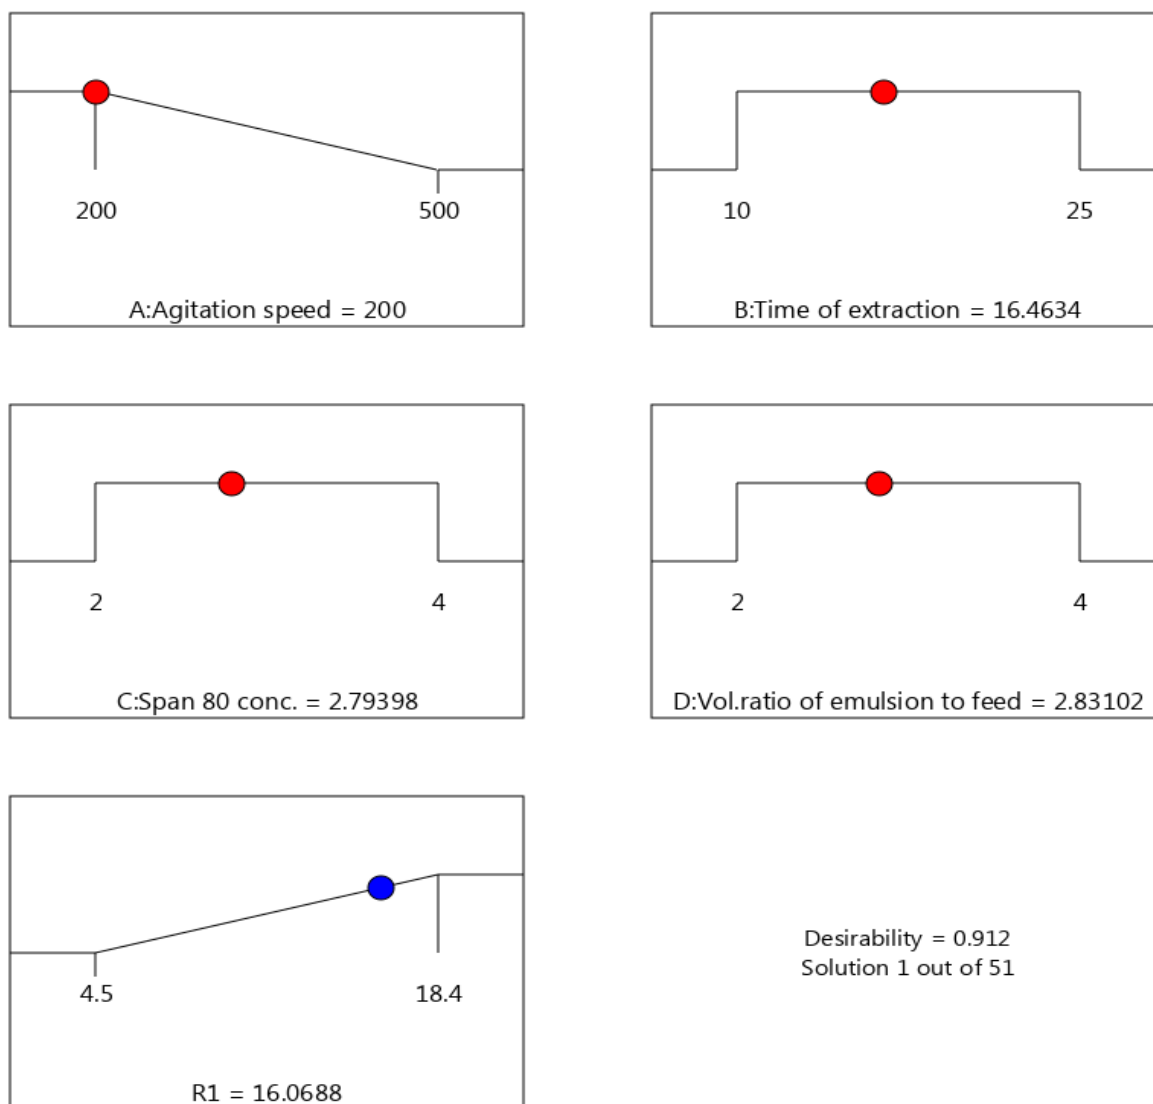 200
500
A:Agitation speed = 200
10
25
B:Time of extraction = 16.4634
2
4
C:Span 80 conc. = 2.79398
2
4
D:Vol.ratio of emulsion to feed = 2.83102
4.5
18.4
R1 = 16.0688
Desirability = 0.912
Solution 1 out of 51